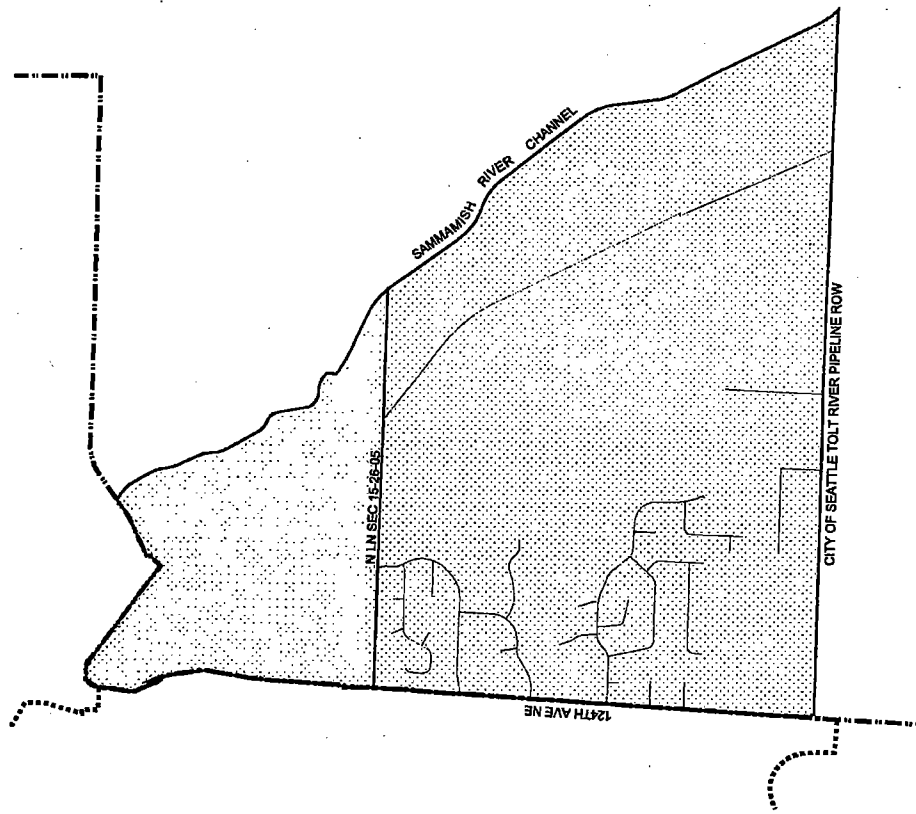 SAMMAMISH RIVER CHANNEL
N LN SEC 15-26-05
CITY OF SEATTLE TOLT RIVER PIPELINE ROW
124TH AVE NE